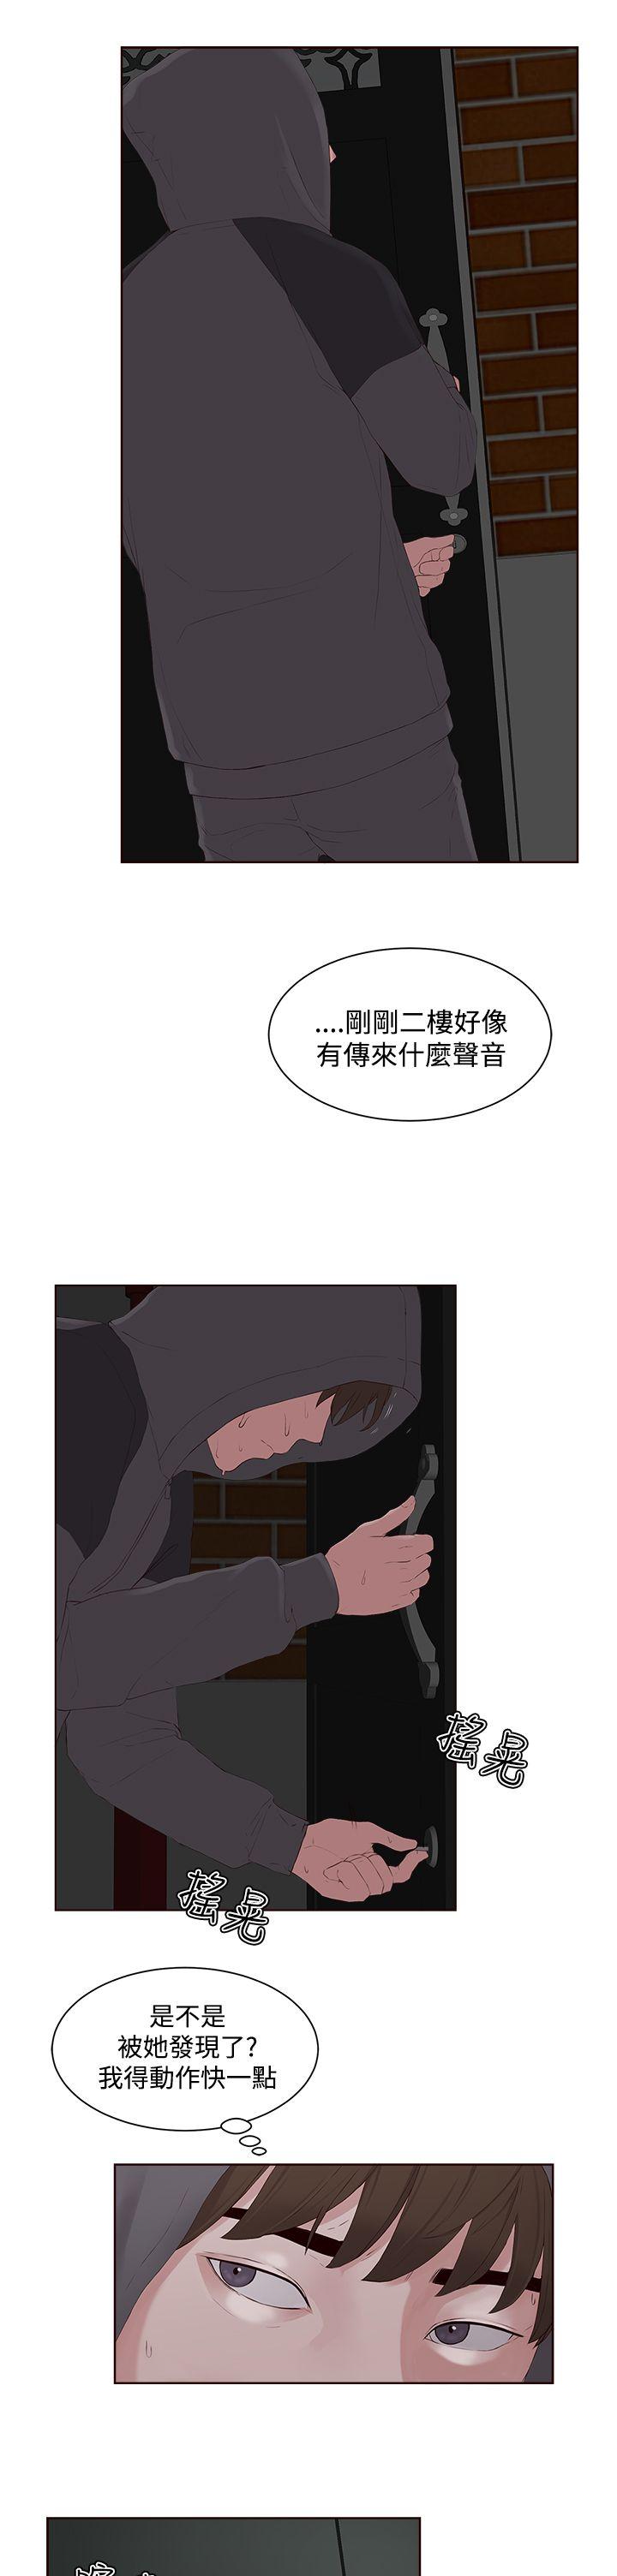 ....剛剛二樓好像
有傳來什麼聲音
搖晃
搖晃
是不是
被她發現了?
我得動作快一點